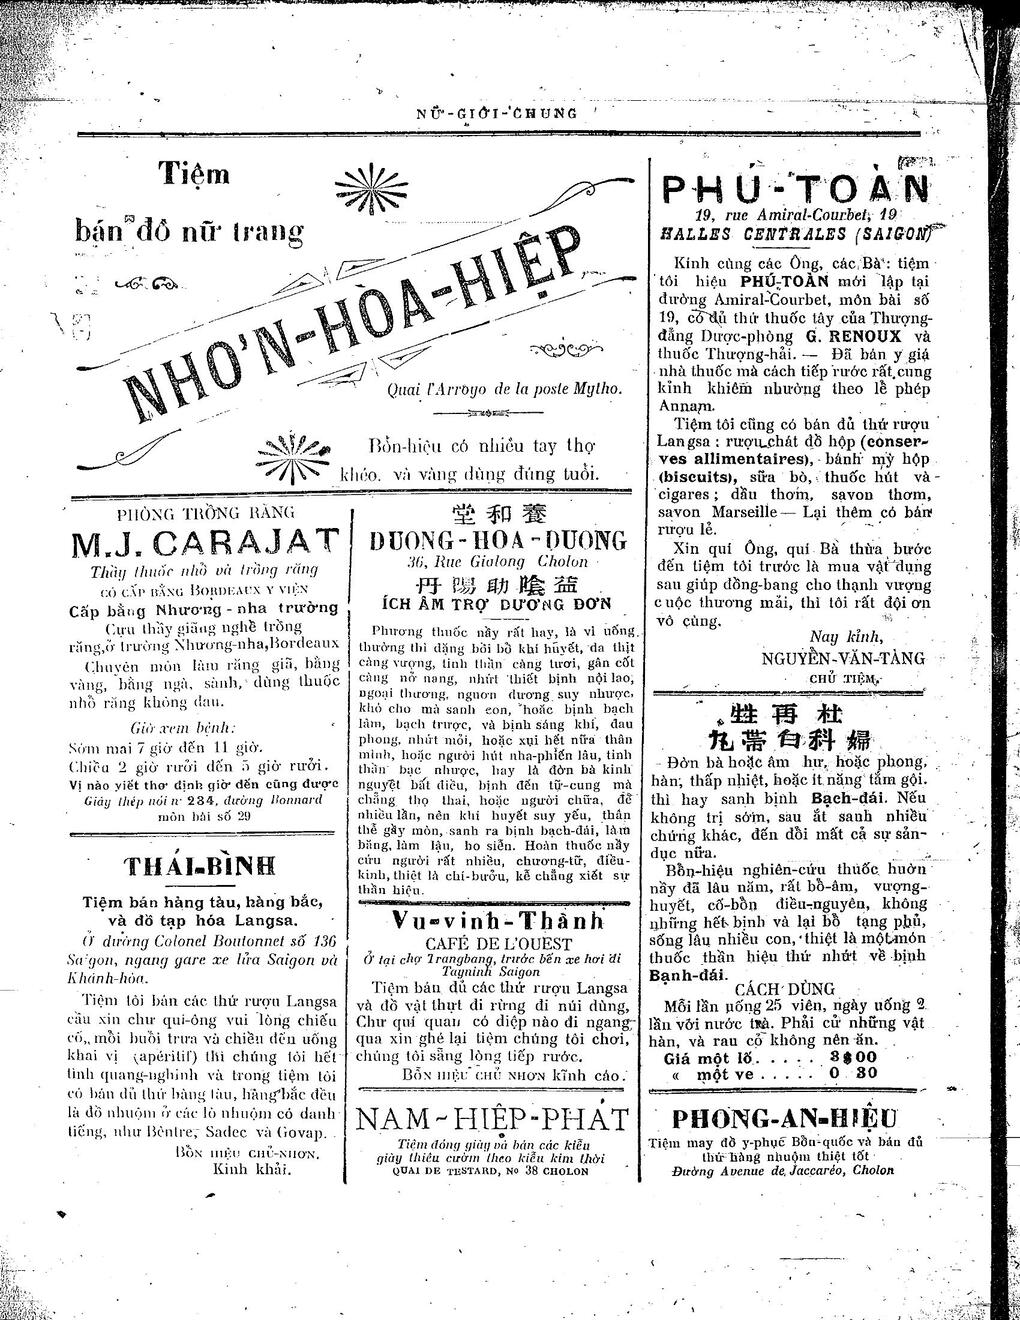 NỮ-GIỚI-CHUNG
Tiệm
bán đồ nữ trang
NHƠN-HÒA-HIỆP
Quai l'Arroyo de la poste Mytho.
Bổn-hiệu có nhiều tay thợ
khéo. và vàng dùng đúng tuổi.
PHÒNG TRỒNG RĂNG
M.J. CARAJAT
Thầy thuốc nhổ và trồng răng
CÓ CẤP BẰNG BORDEAUX Y VIỆN
Cấp bằng Nhương-nha trường
Cựu thầy giảng nghề trồng
răng,ở trường Nhương-nha,Bordeaux
Chuyên môn làm răng giả, bằng
vàng, bằng ngà, sành, dùng thuốc
nhổ răng không đau.
Giờ xem bệnh:
Sớm mai 7 giờ đến 11 giờ.
Chiều 2 giờ rưỡi đến 5 giờ rưỡi.
Vị nào viết thơ định giờ đến cũng được
Giây thép nói n° 234, đường Bonnard
môn bài số 29
THÁI-BÌNH
Tiệm bán hàng tàu, hàng bắc,
và đồ tạp hóa Langsa.
Ở đường Colonel Boutonnet số 136
Saigon, ngang gare xe lửa Saigon và
Khánh-hòa.
Tiệm tôi bán các thứ rượu Langsa
cầu xin chư quí-ông vui lòng chiếu
cố,, mỗi buổi trưa và chiều đến uống
khai vị (apéritif) thì chúng tôi hết
tình quang-nghinh và trong tiệm tôi
có bán đủ thứ hàng tàu, hàng bắc đều
là đồ nhuộm ở các lò nhuộm có danh
tiếng, như Bếntre, Sadec và Govap.
BỔN HIỆU CHỦ-NHƠN.
Kinh khải.
堂和養
DUONG-HOA-DUONG
36, Rue Gialong Cholon
丹陽助陰益
ÍCH ÂM TRỢ DƯƠNG ĐƠN
Phương thuốc nầy rất hay, là vì uống
thường thì dặng bồi bổ khí huyết, da thịt
càng vượng, tinh thần càng tươi, gân cốt
càng nở nang, nhứt thiết bịnh nội lao,
ngoại thương, nguơn dương suy nhược,
khó cho mà sanh con, hoặc bịnh bạch
lâm, bạch trược, và bịnh sáng khí, đau
phong, nhứt mỏi, hoặc xụi hết nữa thân
mình, hoặc người hút nha-phiến lâu, tinh
thần bạc nhược, hay là đờn bà kinh
nguyệt bất điều, bịnh đến tử-cung mà
chẳng thọ thai, hoặc người chửa, đẻ
nhiều lần, nên khí huyết suy yếu, thân
thể gầy mòn, sanh ra bịnh bạch-đái, làm
băng, làm lậu, ho siễn. Hoàn thuốc nầy
cứu người rất nhiều, chương-tữ, điều-
kinh, thiệt là chí-bưởu, kể chẳng xiết sự
thần hiệu.
Vu-vinh-Thành
CAFÉ DE L'OUEST
Ở tại chợ Trangbang, trước bến xe hơi đi
Tayninh Saigon
Tiệm bán đủ các thứ rượu Langsa
và đồ vật thực đi rừng đi núi dùng,
Chư quí quan có diệp nào đi ngang
qua xin ghé lại tiệm chúng tôi chơi,
chúng tôi sẵng lòng tiếp rước.
BỔN HIỆU CHỦ NHƠN kỉnh cáo.
NAM-HIỆP-PHÁT
Tiệm đóng giày và bán các kiểu
giày thêu cườm theo kiểu kim thời
QUAI DE TESTARD, No 38 CHOLON
PHÚ-TOÀN
19, rue Amiral-Courbet, 19
HALLES CENTRALES (SAIGON)
Kính cùng các Ông, các Bà: tiệm
tôi hiệu PHÚ-TOÀN mới lập tại
đường Amiral-Courbet, môn bài số
19, có đủ thứ thuốc tây của Thượng-
đẳng Dược-phòng G. RENOUX và
thuốc Thượng-hải. — Đã bán y giá
nhà thuốc mà cách tiếp rước rất cung
kỉnh khiêm nhường theo lễ phép
Annam.
Tiệm tôi cũng có bán đủ thứ rượu
Langsa: rượu chát đồ hộp (conser-
ves allimentaires), bánh mỳ hộp
(biscuits), sữa bò, thuốc hút và
cigares; dầu thơm, savon thơm,
savon Marseille — Lại thêm có bán
rượu lẻ.
Xin quí Ông, quí Bà thừa bước
đến tiệm tôi trước là mua vật dụng
sau giúp đồng-bang cho thạnh vượng
cuộc thương mãi, thì tôi rất đội ơn
vô cùng.
Nay kỉnh,
NGUYỄN-VĂN-TÀNG
CHỦ TIỆM.
甡再杜
丸帶白科婦
Đờn bà hoặc âm hư, hoặc phong,
hàn, thấp nhiệt, hoặc ít năng tắm gội.
thì hay sanh bịnh Bạch-đái. Nếu
không trị sớm, sau ắt sanh nhiều
chứng khác, đến đổi mất cả sự sản-
dục nữa.
Bổn-hiệu nghiên-cứu thuốc huờn
nầy đã lâu năm, rất bổ-âm, vượng-
huyết, cố-bổn điều-nguyên, không
những hết bịnh và lại bổ tạng phủ,
sống lâu nhiều con, thiệt là một món
thuốc thần hiệu thứ nhứt về bịnh
Bạnh-đái.
CÁCH DÙNG
Mỗi lần uống 25 viên, ngày uống 2
lần với nước trà. Phải cử những vật
hàn, và rau cỏ không nên ăn.
Giá một lố..... 3$00
« một ve..... 0 30
PHONG-AN-HIỆU
Tiệm may đồ y-phục Bổn-quốc và bán đủ
thứ hàng nhuộm thiệt tốt
Đường Avenue de Jaccaréo, Cholon